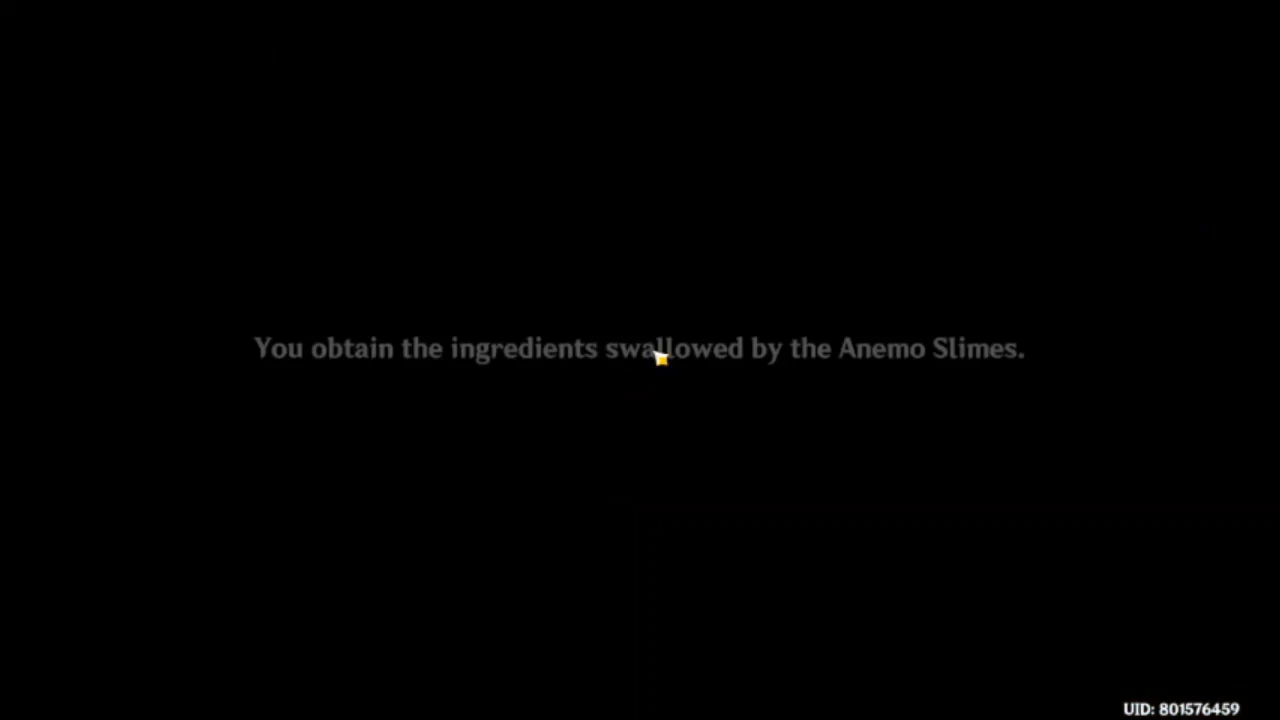 You obtain the ingredients swallowed by the Anemo Slimes.
UID: 801576459